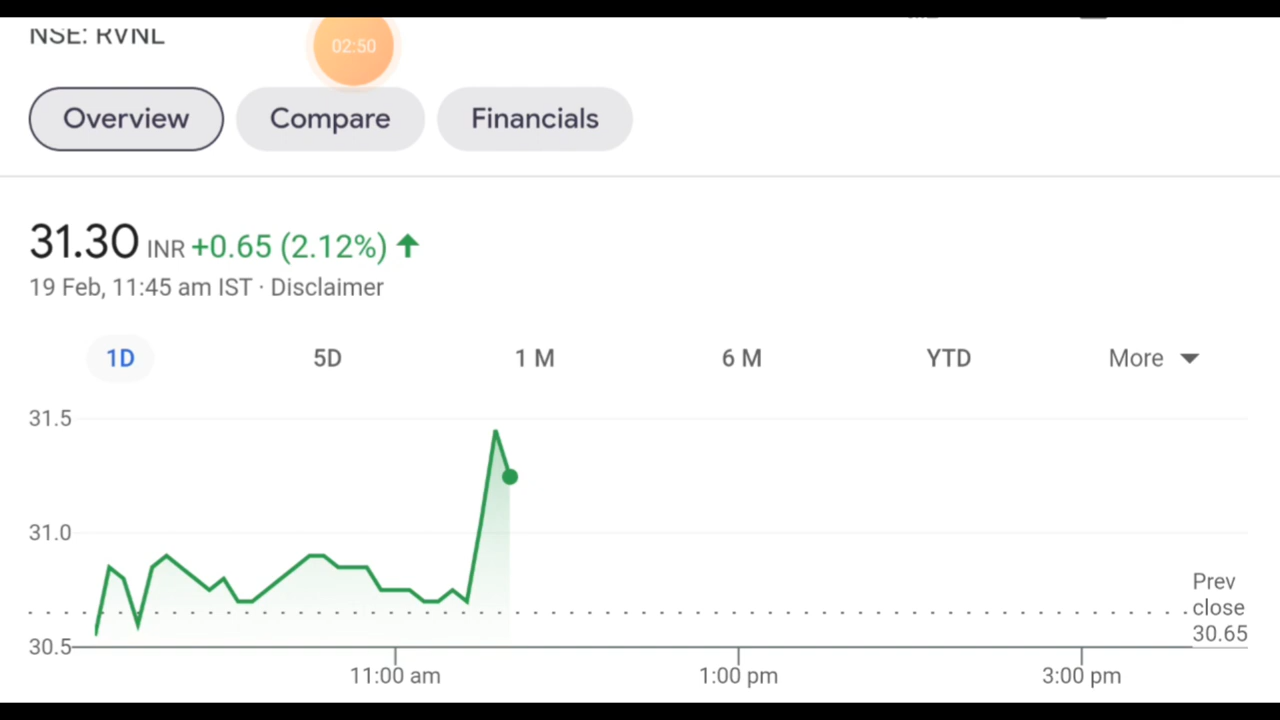 NSE: RVNL
02:50
Overview Compare Financials
31.30 INR +0.65 (2.12%) ↑
19 Feb, 11:45 am IST · Disclaimer
1D 5D 1 M 6 M YTD More
31.5
31.0
Prev
close
30.65
30.5
11:00 am 1:00 pm 3:00 pm